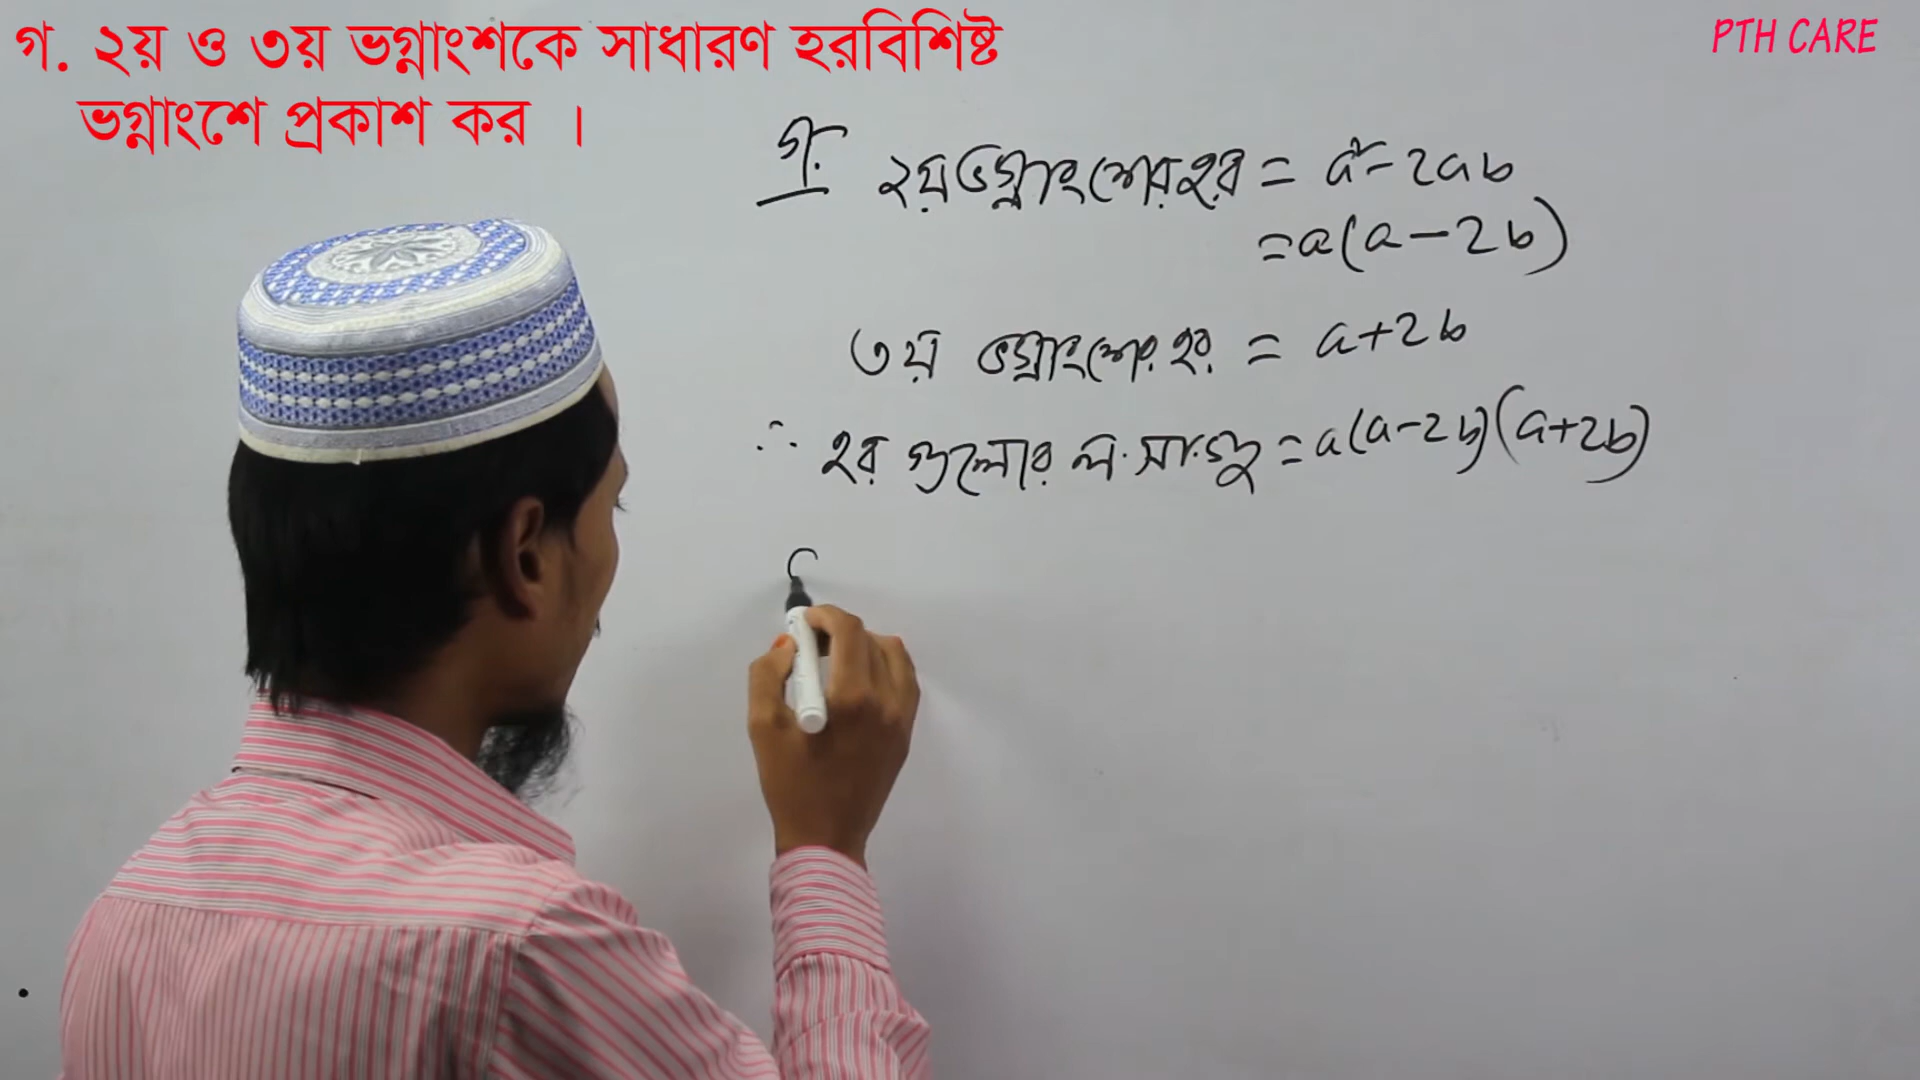 গ. ২য় ও ৩য় ভগ্নাংশকে সাধারণ হরবিশিষ্ট
ভগ্নাংশে প্রকাশ কর ।
PTH CARE
গ. ২য় ভগ্নাংশের হর = a²-2ab
=a(a-2b)
৩য় ভগ্নাংশের হর = a+2b
∴ হর গুলোর ল.সা.গু = a(a-2b)(a+2b)